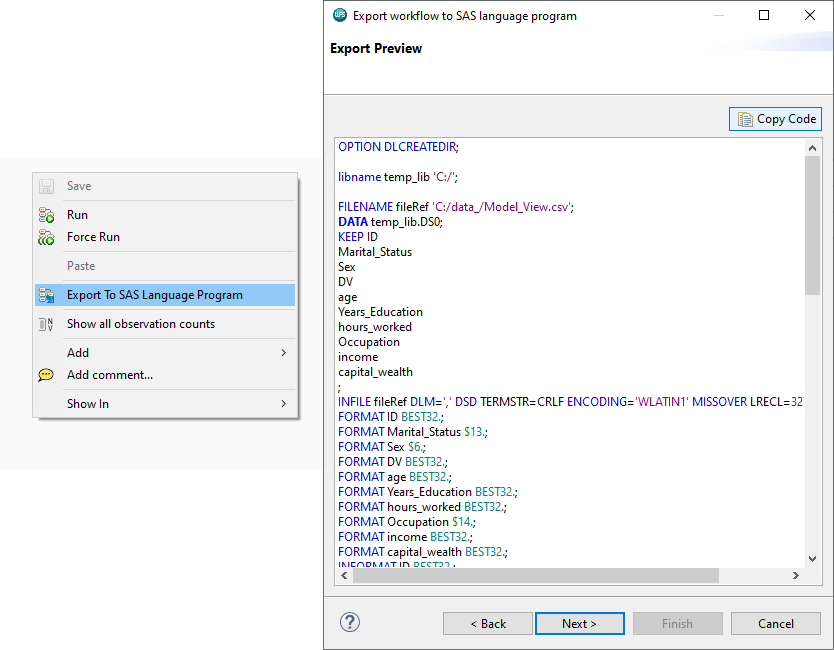 Save
Run
Force Run
Paste
Export To SAS Language Program
Show all observation counts
Add
Add comment...
Show In
WFS Export workflow to SAS language program
Export Preview
Copy Code
OPTION DLCREATEDIR;
libname temp_lib 'C:/';
FILENAME fileRef 'C:/data_/Model_View.csv';
DATA temp_lib.DS0;
KEEP ID
Marital_Status
Sex
DV
age
Years_Education
hours_worked
Occupation
income
capital_wealth
;
INFILE fileRef DLM=',' DSD TERMSTR=CRLF ENCODING='WLATIN1' MISSOVER LRECL=32
FORMAT ID BEST32.;
FORMAT Marital_Status $13.;
FORMAT Sex $6.;
FORMAT DV BEST32.;
FORMAT age BEST32.;
FORMAT Years_Education BEST32.;
FORMAT hours_worked BEST32.;
FORMAT Occupation $14.;
FORMAT income BEST32.;
FORMAT capital_wealth BEST32.;
INFORMAT ID BEST32.;
?
< Back
Next >
Finish
Cancel